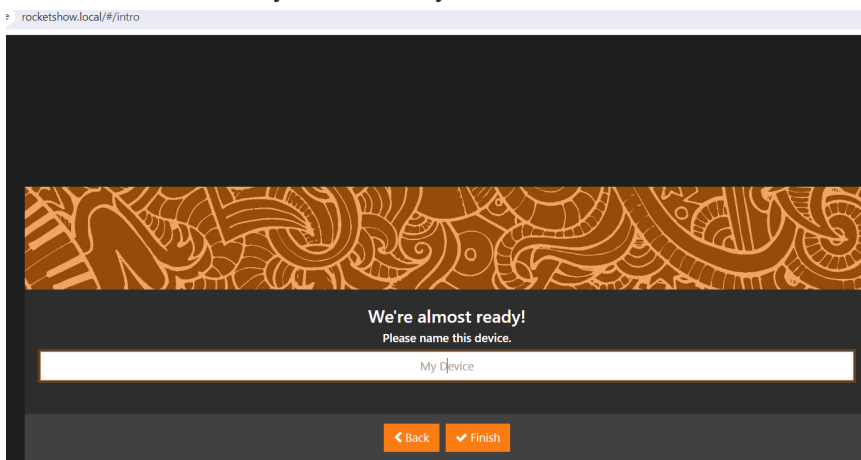 rocketshow.local/#/intro
We're almost ready!
Please name this device.
My Device
Back
Finish